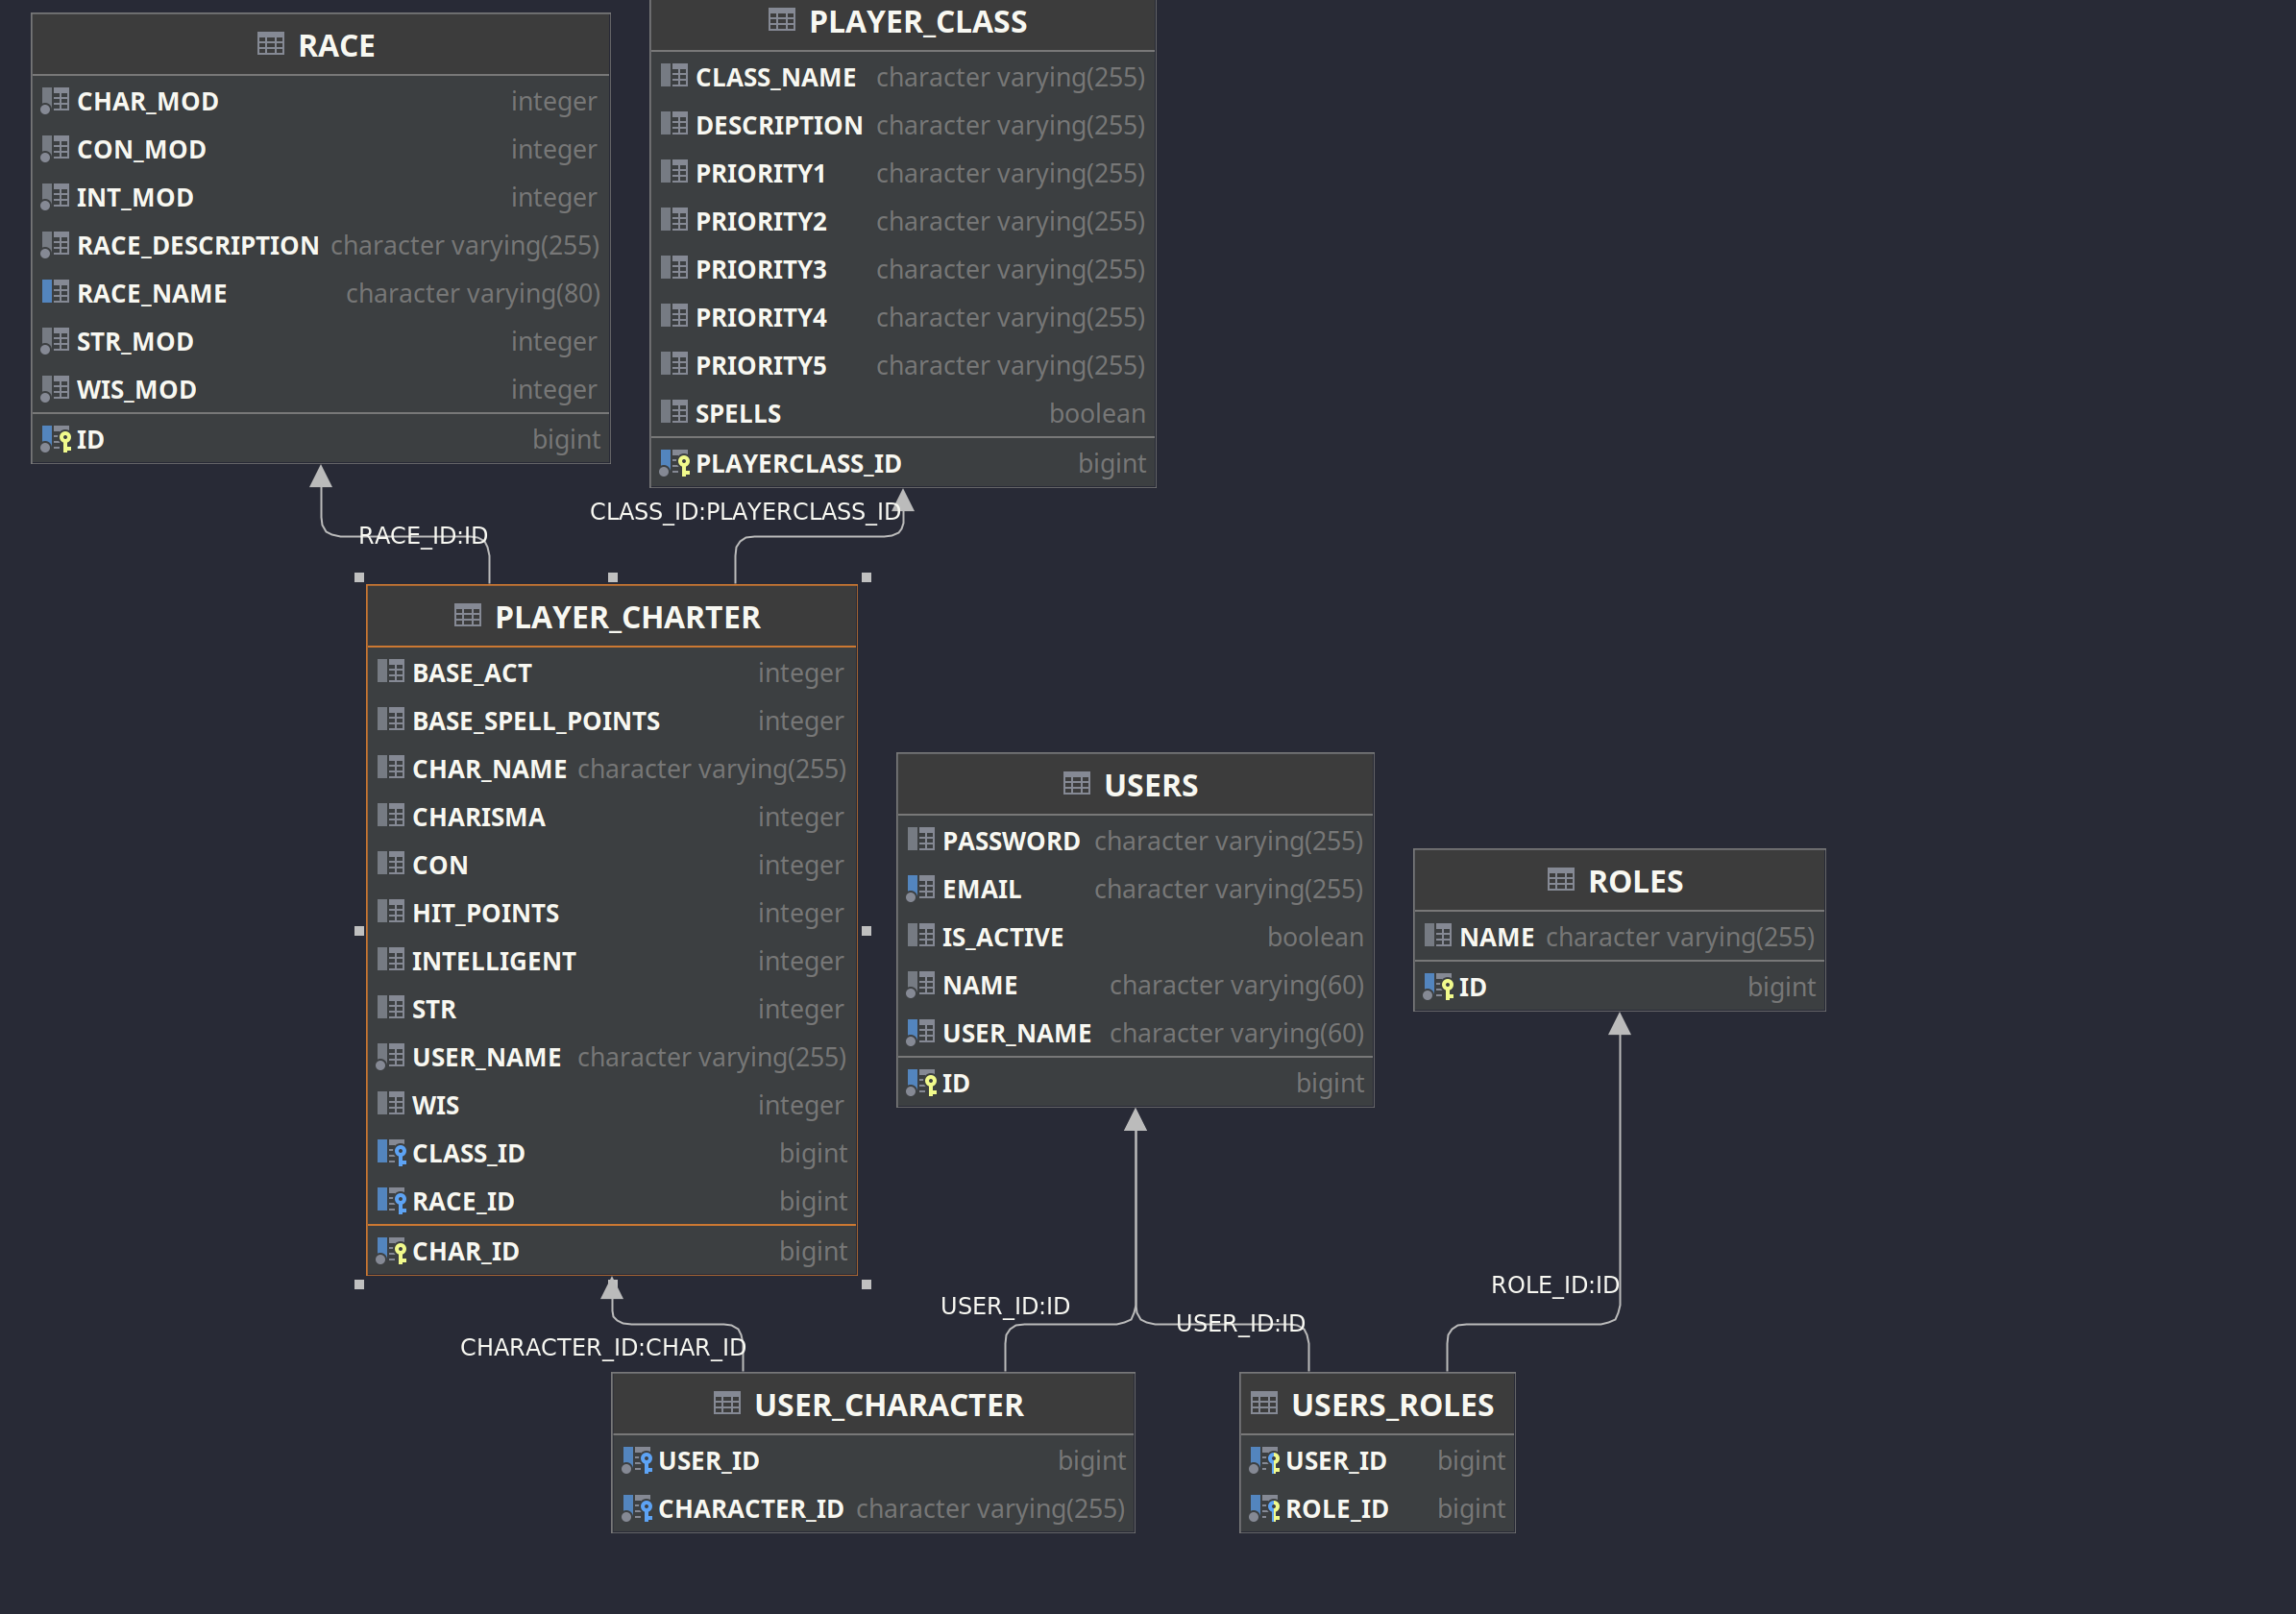 RACE
CHAR_MOD integer
CON_MOD integer
INT_MOD integer
RACE_DESCRIPTION character varying(255)
RACE_NAME character varying(80)
STR_MOD integer
WIS_MOD integer
ID bigint
PLAYER_CLASS
CLASS_NAME character varying(255)
DESCRIPTION character varying(255)
PRIORITY1 character varying(255)
PRIORITY2 character varying(255)
PRIORITY3 character varying(255)
PRIORITY4 character varying(255)
PRIORITY5 character varying(255)
SPELLS boolean
PLAYERCLASS_ID bigint
RACE_ID:ID
CLASS_ID:PLAYERCLASS_ID
PLAYER_CHARTER
BASE_ACT integer
BASE_SPELL_POINTS integer
CHAR_NAME character varying(255)
CHARISMA integer
CON integer
HIT_POINTS integer
INTELLIGENT integer
STR integer
USER_NAME character varying(255)
WIS integer
CLASS_ID bigint
RACE_ID bigint
CHAR_ID bigint
USERS
PASSWORD character varying(255)
EMAIL character varying(255)
IS_ACTIVE boolean
NAME character varying(60)
USER_NAME character varying(60)
ID bigint
ROLES
NAME character varying(255)
ID bigint
CHARACTER_ID:CHAR_ID
USER_ID:ID
USER_ID:ID
ROLE_ID:ID
USER_CHARACTER
USER_ID bigint
CHARACTER_ID character varying(255)
USERS_ROLES
USER_ID bigint
ROLE_ID bigint